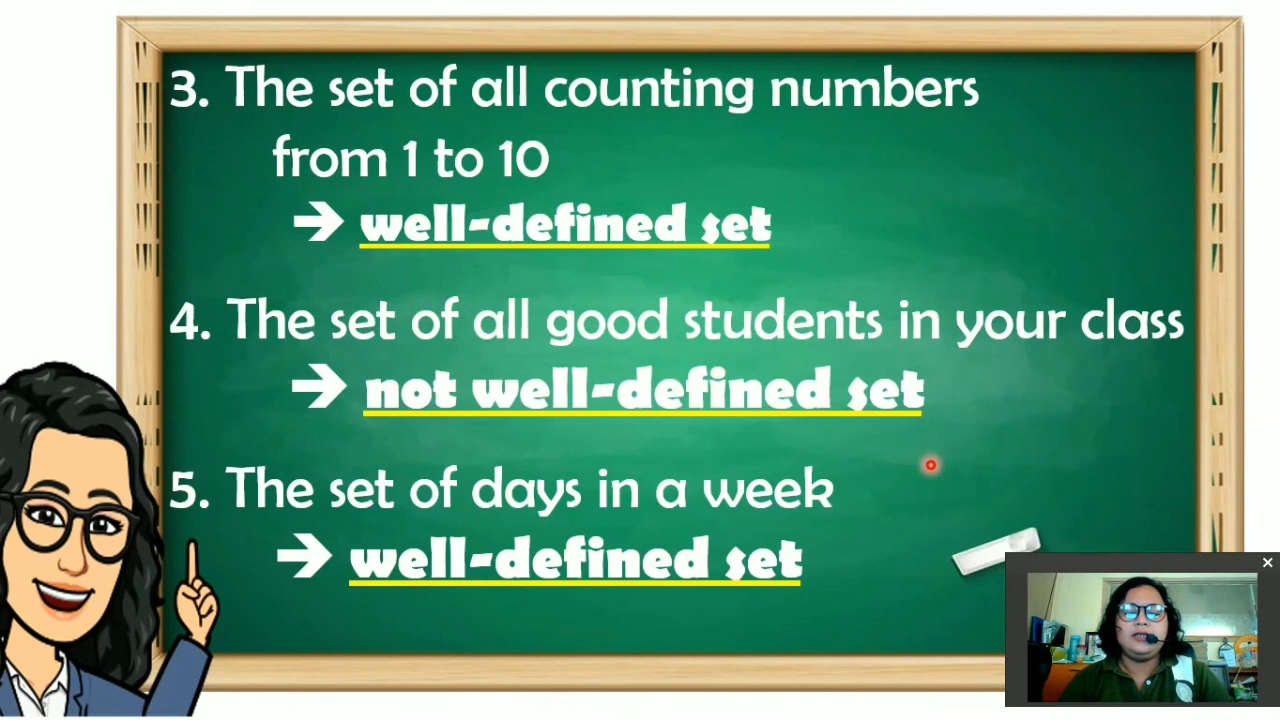 3. The set of all counting numbers
from 1 to 10
→ well-defined set
4. The set of all good students in your class
→ not well-defined set
5. The set of days in a week
→ well-defined set